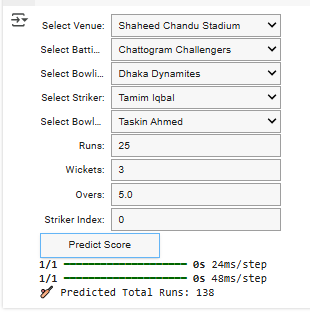 Select Venue: Shaheed Chandu Stadium
Select Batti... Chattogram Challengers
Select Bowli... Dhaka Dynamites
Select Striker: Tamim Iqbal
Select Bowl... Taskin Ahmed
Runs: 25
Wickets: 3
Overs: 5.0
Striker Index: 0
Predict Score
1/1 0s 24ms/step
1/1 0s 48ms/step
🏏 Predicted Total Runs: 138